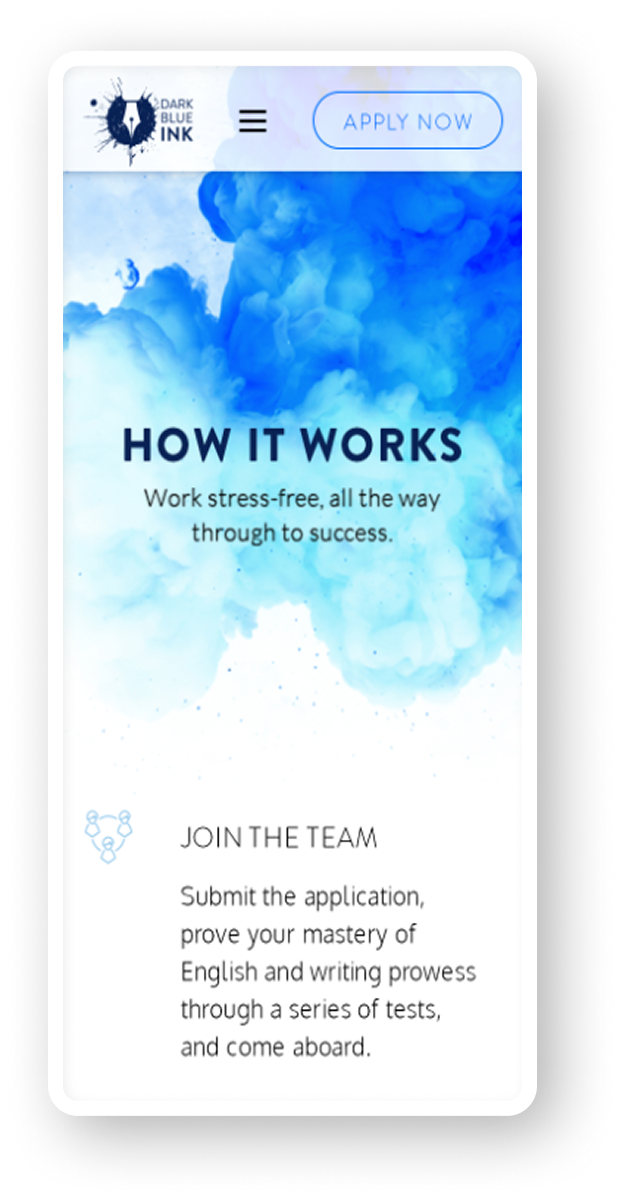 DARK
BLUE
INK
APPLY NOW
HOW IT WORKS
Work stress-free, all the way
through to success.
JOIN THE TEAM
Submit the application,
prove your mastery of
English and writing prowess
through a series of tests,
and come aboard.